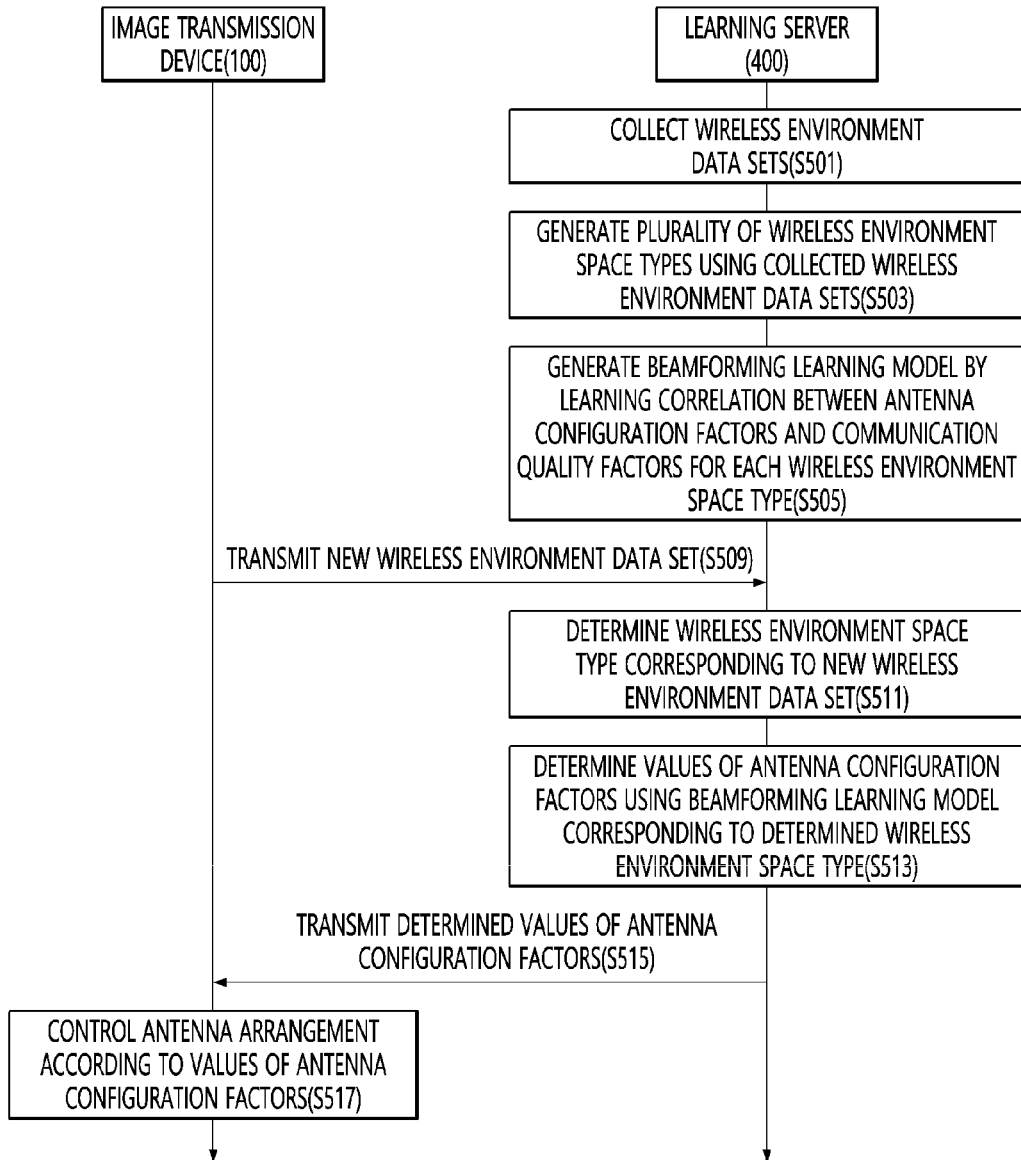 IMAGE TRANSMISSION
DEVICE(100)
LEARNING SERVER
(400)
COLLECT WIRELESS ENVIRONMENT
DATA SETS(S501)
GENERATE PLURALITY OF WIRELESS ENVIRONMENT
SPACE TYPES USING COLLECTED WIRELESS
ENVIRONMENT DATA SETS(S503)
GENERATE BEAMFORMING LEARNING MODEL BY
LEARNING CORRELATION BETWEEN ANTENNA
CONFIGURATION FACTORS AND COMMUNICATION
QUALITY FACTORS FOR EACH WIRELESS ENVIRONMENT
SPACE TYPE(S505)
TRANSMIT NEW WIRELESS ENVIRONMENT DATA SET(S509)
DETERMINE WIRELESS ENVIRONMENT SPACE
TYPE CORRESPONDING TO NEW WIRELESS
ENVIRONMENT DATA SET(S511)
DETERMINE VALUES OF ANTENNA CONFIGURATION
FACTORS USING BEAMFORMING LEARNING MODEL
CORRESPONDING TO DETERMINED WIRELESS
ENVIRONMENT SPACE TYPE(S513)
TRANSMIT DETERMINED VALUES OF ANTENNA
CONFIGURATION FACTORS(S515)
CONTROL ANTENNA ARRANGEMENT
ACCORDING TO VALUES OF ANTENNA
CONFIGURATION FACTORS(S517)